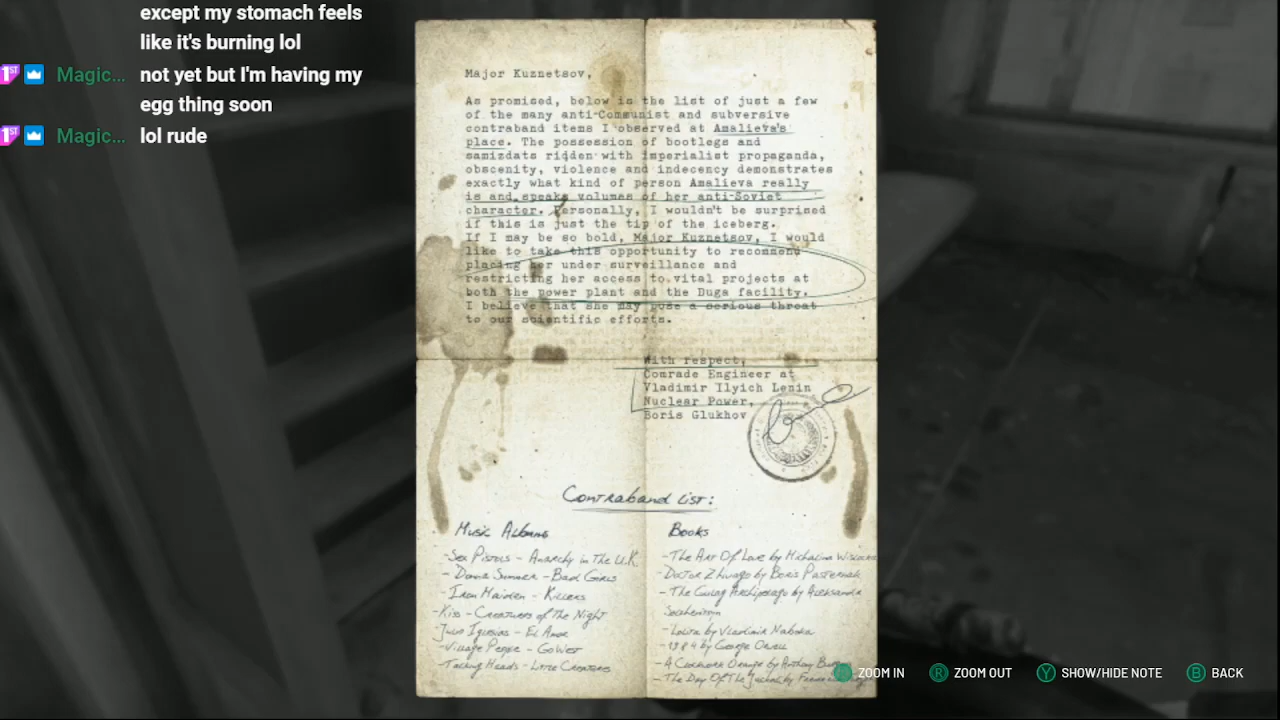 except my stomach feels
like it's burning lol
Magic... not yet but I'm having my
egg thing soon
Magic... lol rude
Major Kuznetsov,
As promised, below is the list of just a few
of the many anti-Communist and subversive
contraband items I observed at Amalieva's
place. The possession of bootlegs and
samizdats ridden with imperialist propaganda,
obscenity, violence and indecency demonstrates
exactly what kind of person Amalieva really
is and speaks volumes of her anti-Soviet
character. Personally, I wouldn't be surprised
if this is just the tip of the iceberg.
If I may be so bold, Major Kuznetsov, I would
like to take this opportunity to recommend
placing her under surveillance and
restricting her access to vital projects at
both the power plant and the Duga facility.
I believe that she may pose a serious threat
to our scientific efforts.
With respect,
Comrade Engineer at
Vladimir Ilyich Lenin
Nuclear Power,
Boris Glukhov
Contraband List:
Music Albums
- Sex Pistols - Anarchy in The U.K
- Donna Summer - Bad Girls
- Iron Maiden - Killers
- Kiss - Creatures of The Night
- Julio Iglesias - El Amor
- Village People - Go West
- Talking Heads - Little Creatures
Books
- The Art Of Love by Michalina
- Doctor Zhivago by Boris Pasternak
- The Gulag Archipelago by
- Lolita by Vladimir
- 1984 by George Orwell
- A Clockwork Orange by Anthony
- The Day Of The Jackal by
ZOOM IN
R ZOOM OUT
Y SHOW/HIDE NOTE
B BACK